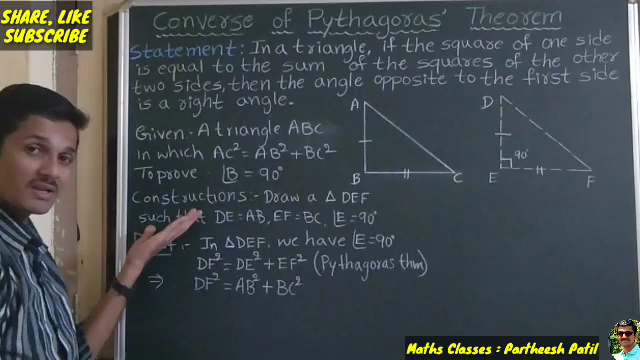 SHARE, LIKE
SUBSCRIBE
Converse of Pythagoras' Theorem
Statement: In a triangle, if the square of one side
is equal to the sum of the squares of the other
two sides, then the angle opposite to the first side
is a right angle.
Given:- A triangle ABC
in which AC² = AB² + BC²
To prove ∠B = 90°
Constructions:- Draw a △ DEF
such that DE = AB, EF = BC, ∠E = 90°
:- In △DEF, we have ∠E = 90°
DF² = DE² + EF² (Pythagoras thm)
⇒ DF² = AB² + BC²
A
B
C
D
90°
E
F
Maths Classes : Partheesh Patil